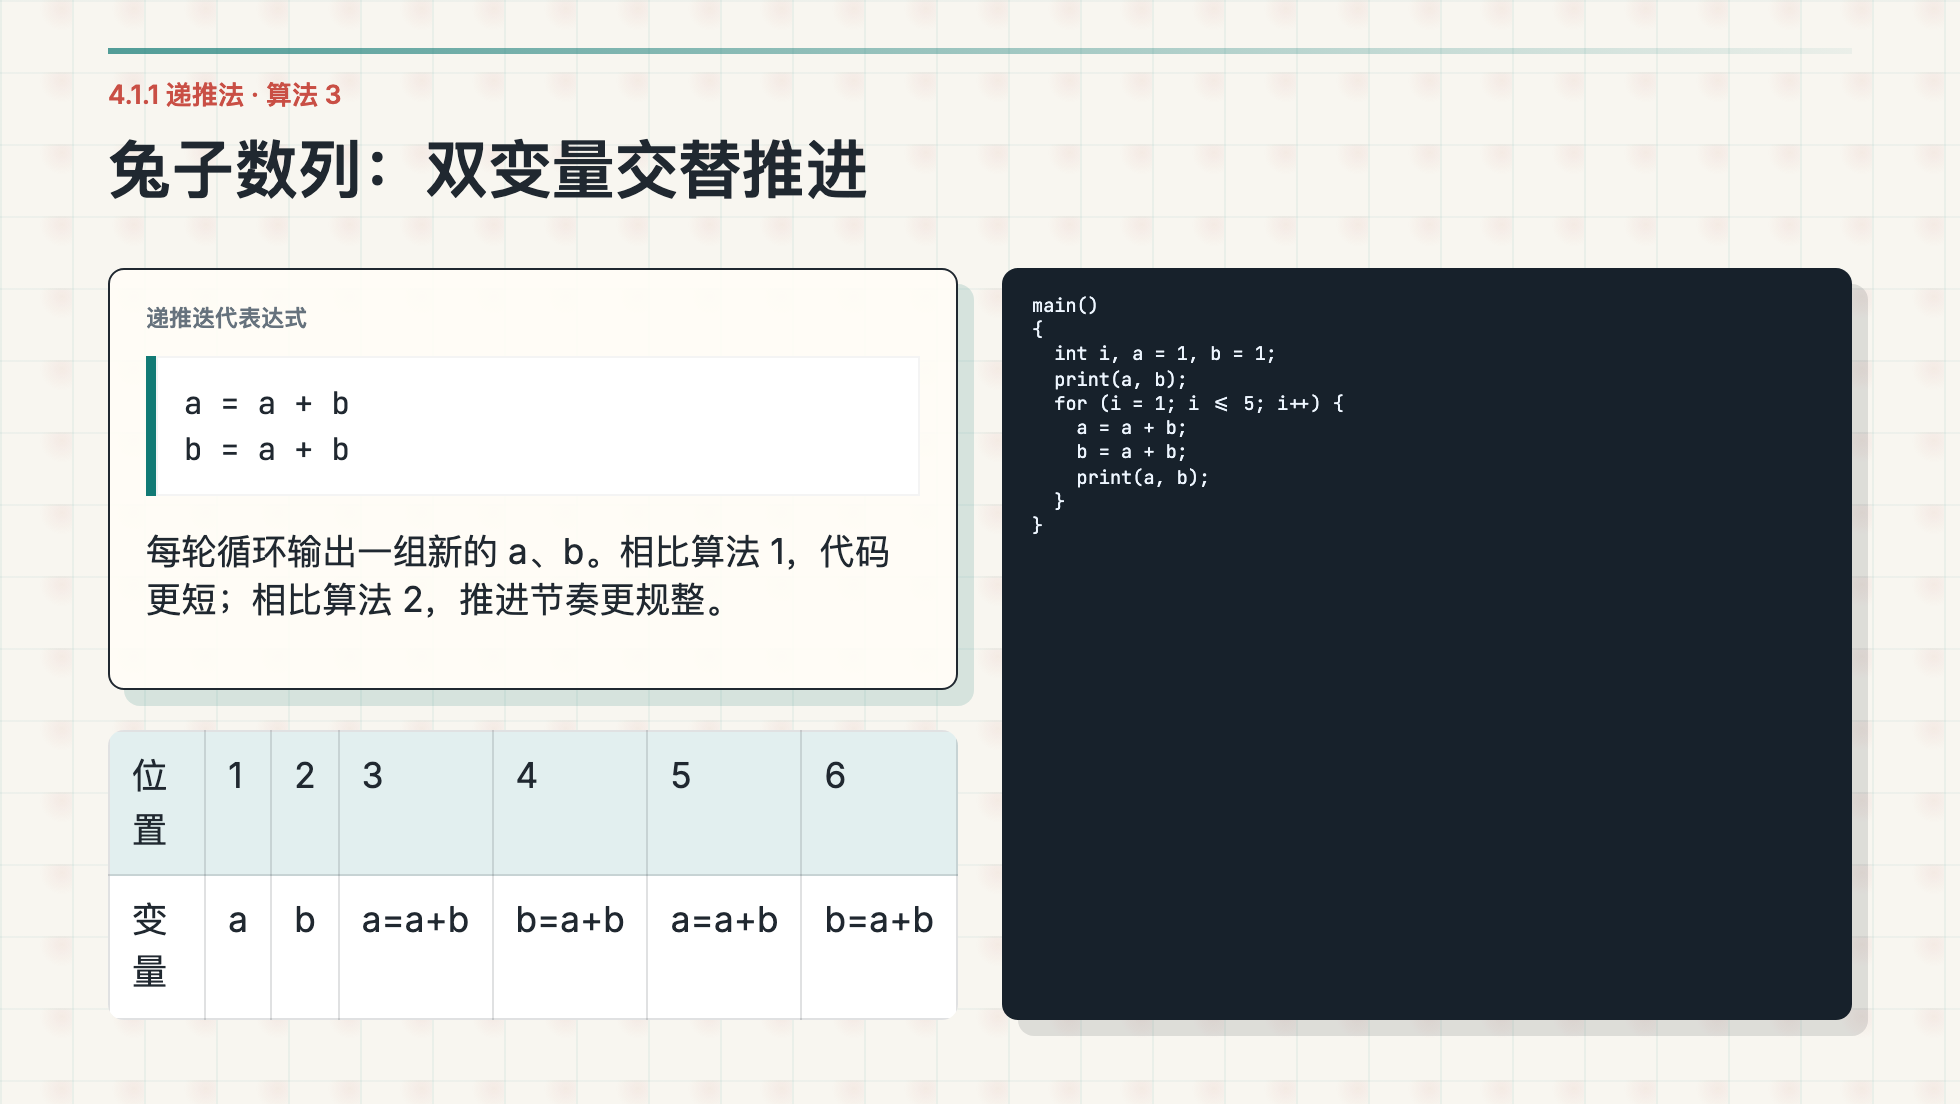 4.1.1 递推法 · 算法 3
兔子数列：双变量交替推进
递推迭代表达式
a = a + b
b = a + b
每轮循环输出一组新的 a、b。相比算法 1，代码
更短；相比算法 2，推进节奏更规整。
位置 1 2 3 4 5 6
变量 a b a=a+b b=a+b a=a+b b=a+b
main()
{
  int i, a = 1, b = 1;
  print(a, b);
  for (i = 1; i <= 5; i++) {
    a = a + b;
    b = a + b;
    print(a, b);
  }
}